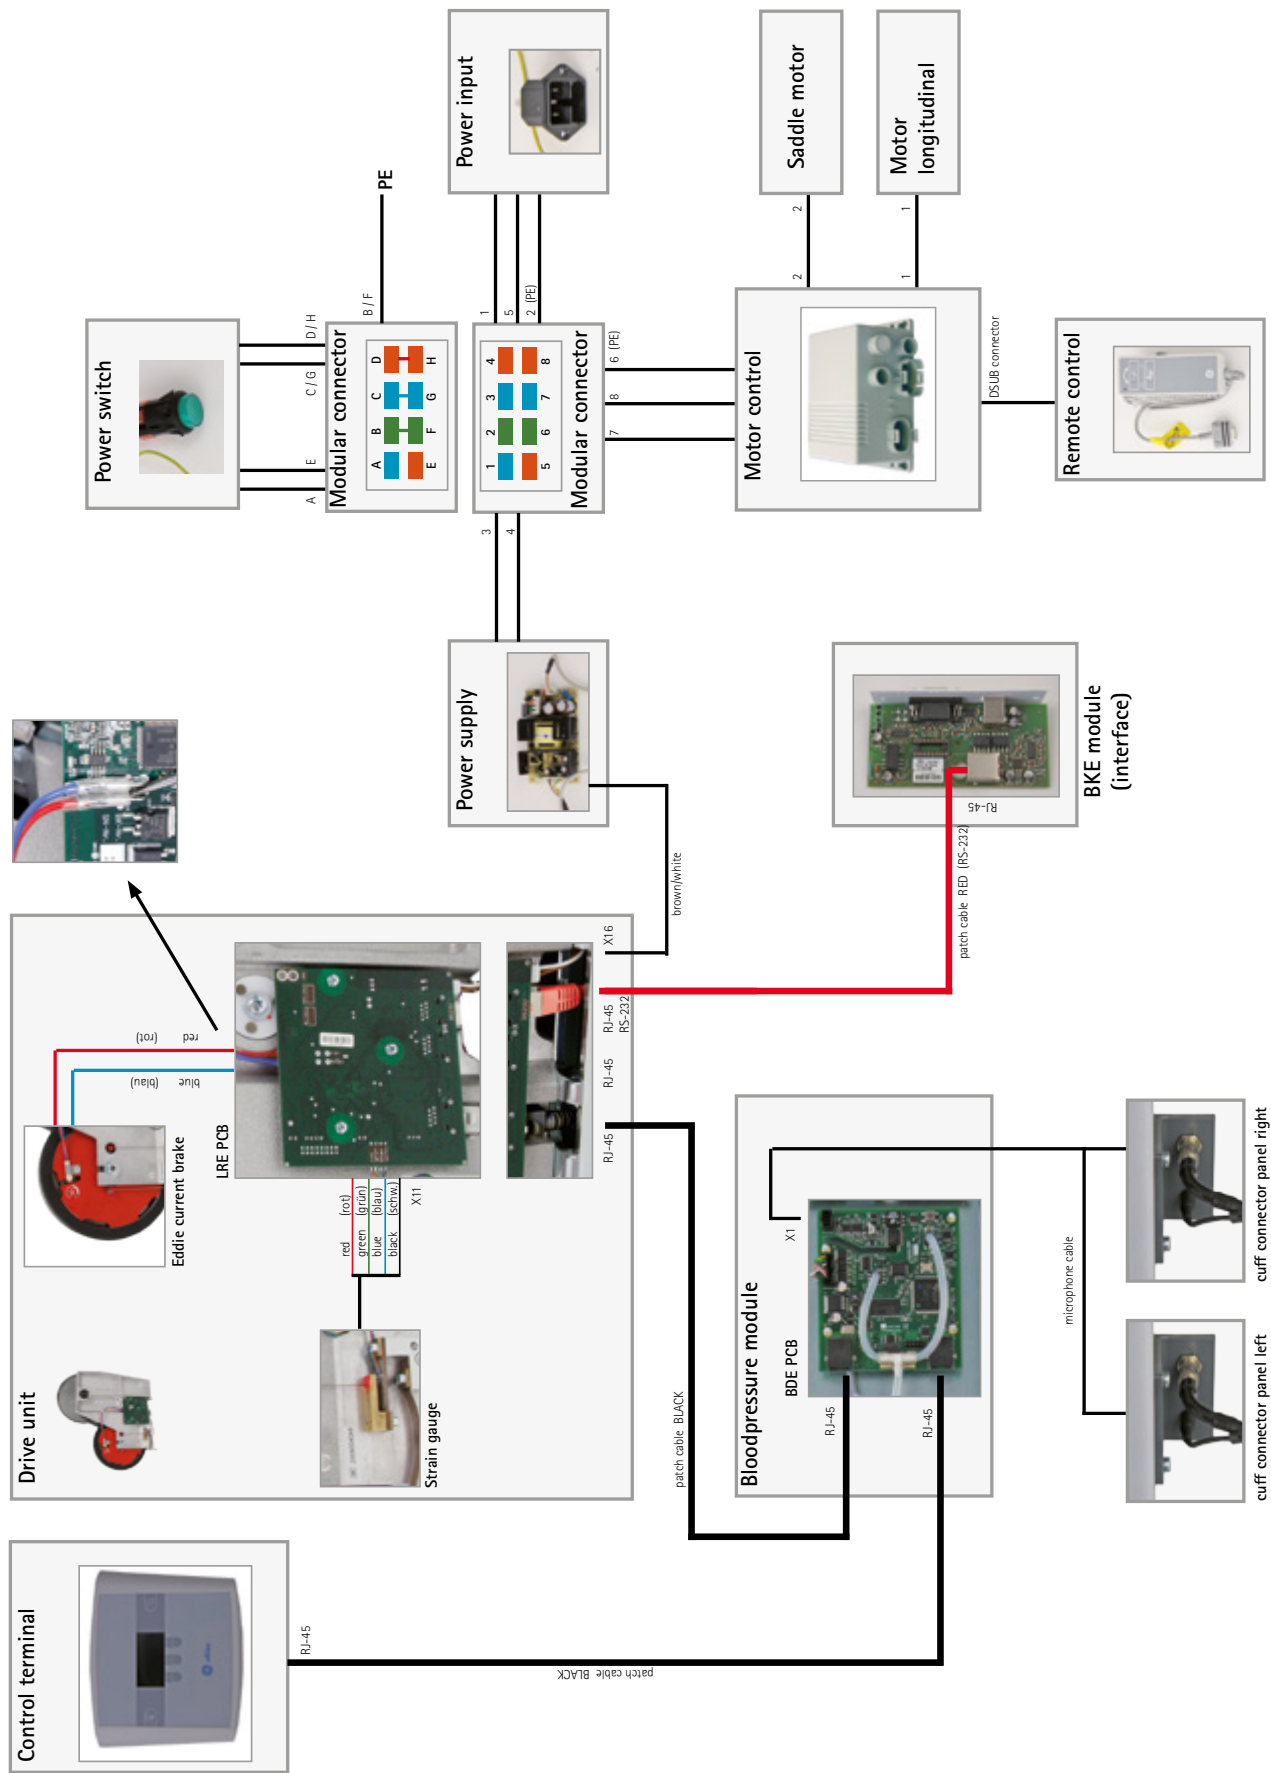 Control terminal
RJ-45
patch cable BLACK
Drive unit
Eddie current brake
red (rot)
blue (blau)
LRE PCB
Strain gauge
red (rot)
green (grün)
blue (blau)
black (schw.)
X11
RJ-45
RJ-45
RJ-45
RS-232
X16
brown/white
patch cable BLACK
patch cable RED (RS-232)
Power supply
3
4
Power switch
A
E
C / G
D / H
Modular connector
A B C D
E F G H
B / F
PE
Power input
1
5
2 (PE)
1 2 3 4
5 6 7 8
Modular connector
7
8
6 (PE)
Motor control
2
2
Saddle motor
1
1
Motor
longitudinal
DSUB connector
Remote control
RJ-45
BKE module
(interface)
Bloodpressure module
BDE PCB
X1
RJ-45
RJ-45
microphone cable
cuff connector panel left
cuff connector panel right